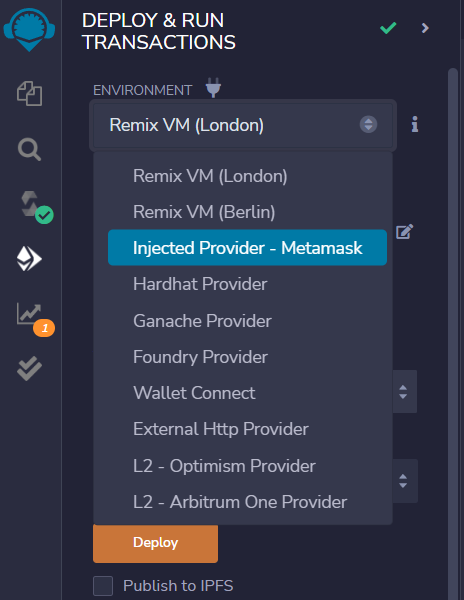 DEPLOY & RUN
TRANSACTIONS
ENVIRONMENT
Remix VM (London)
Remix VM (London)
Remix VM (Berlin)
Injected Provider - Metamask
Hardhat Provider
Ganache Provider
Foundry Provider
Wallet Connect
External Http Provider
L2 - Optimism Provider
L2 - Arbitrum One Provider
1
Deploy
Publish to IPFS